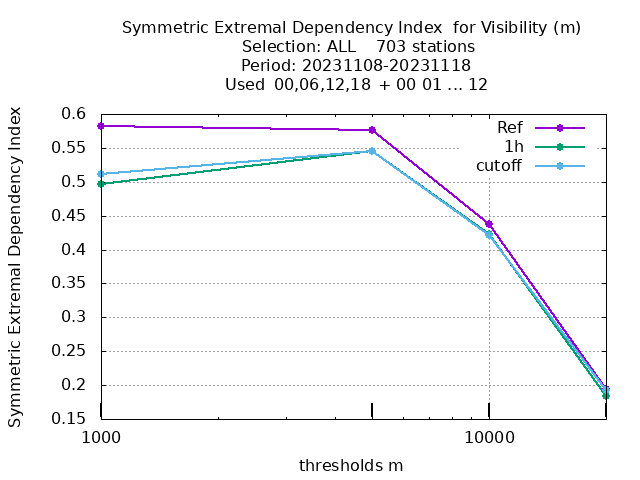 Symmetric Extremal Dependency Index  for Visibility (m)
Selection: ALL    703 stations
Period: 20231108-20231118
Used  00,06,12,18 + 00 01 ... 12
Symmetric Extremal Dependency Index
0.6
0.55
0.5
0.45
0.4
0.35
0.3
0.25
0.2
0.15
Ref
1h
cutoff
1000
10000
thresholds m